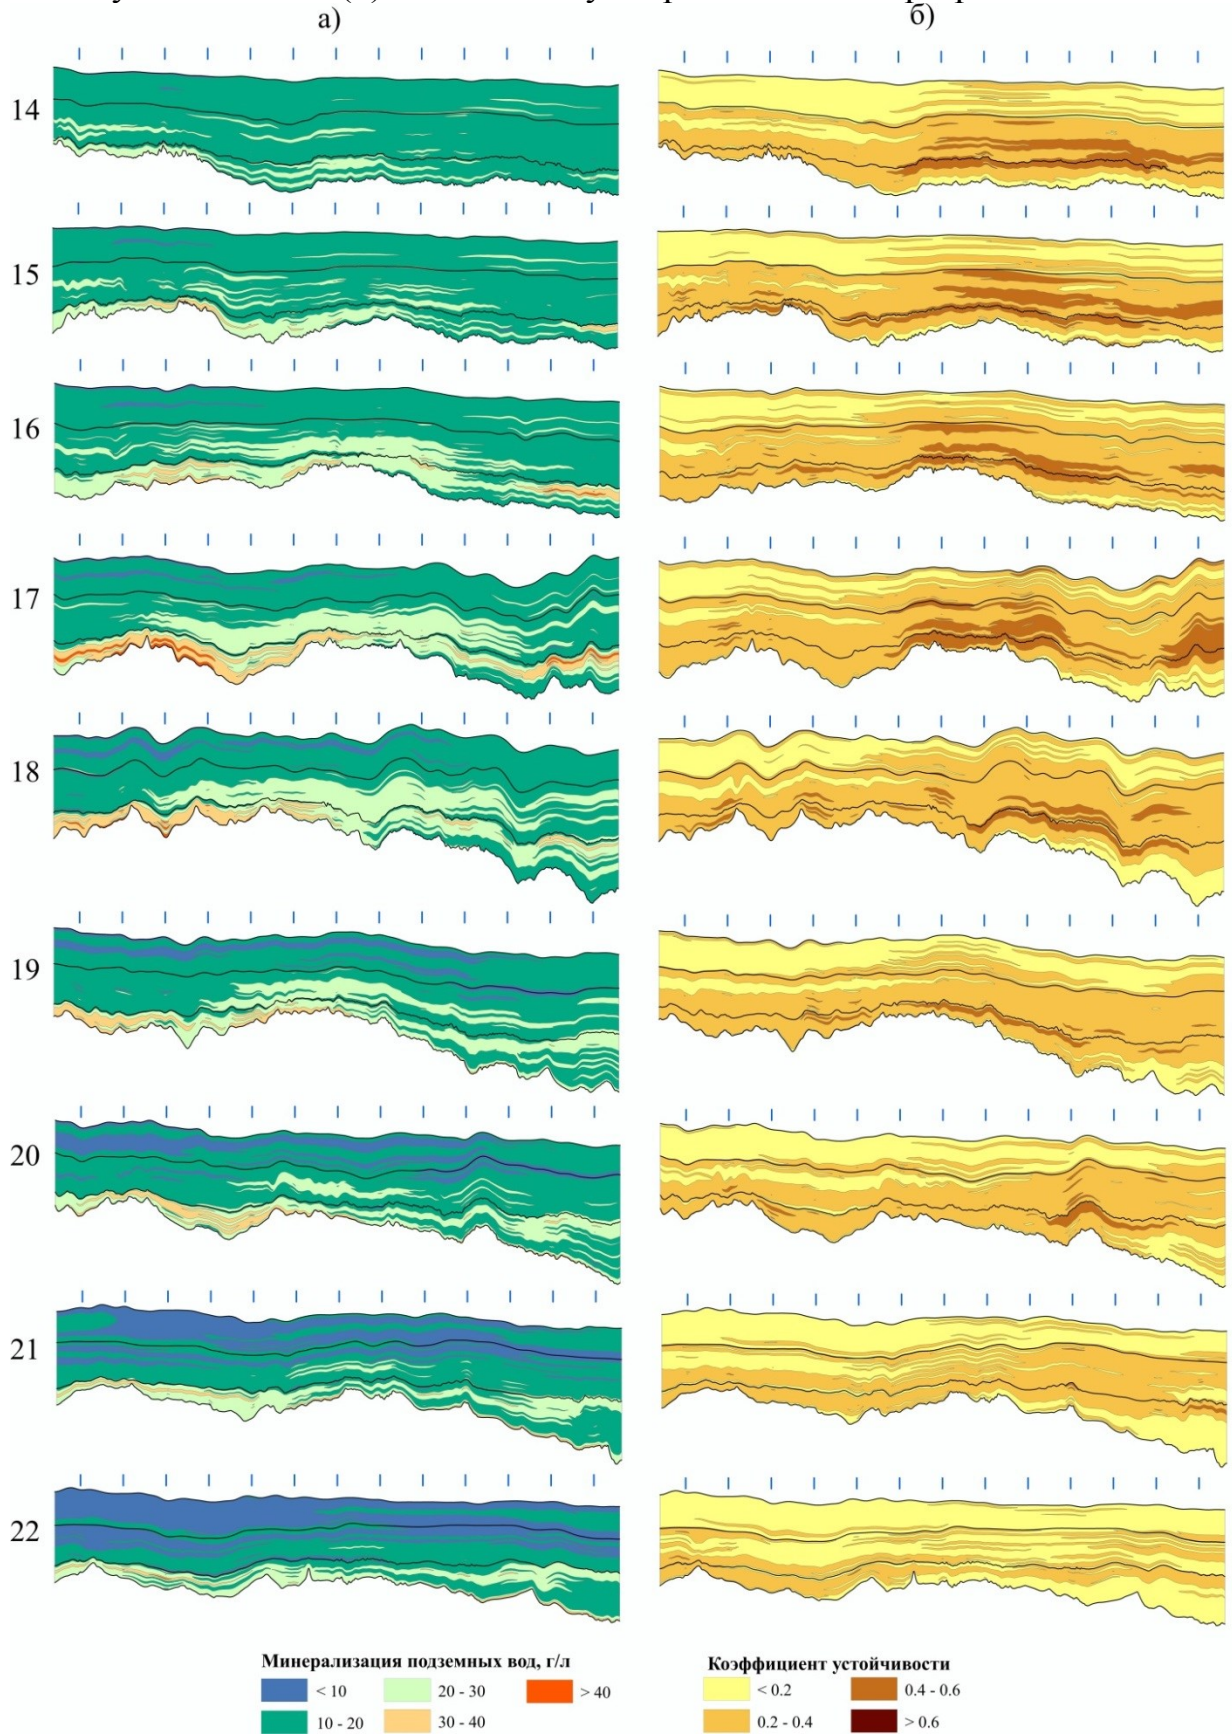 а) б)
14
15
16
17
18
19
20
21
22
Минерализация подземных вод, г/л
< 10 20 - 30 > 40
10 - 20 30 - 40
Коэффициент устойчивости
< 0.2 0.4 - 0.6
0.2 - 0.4 > 0.6